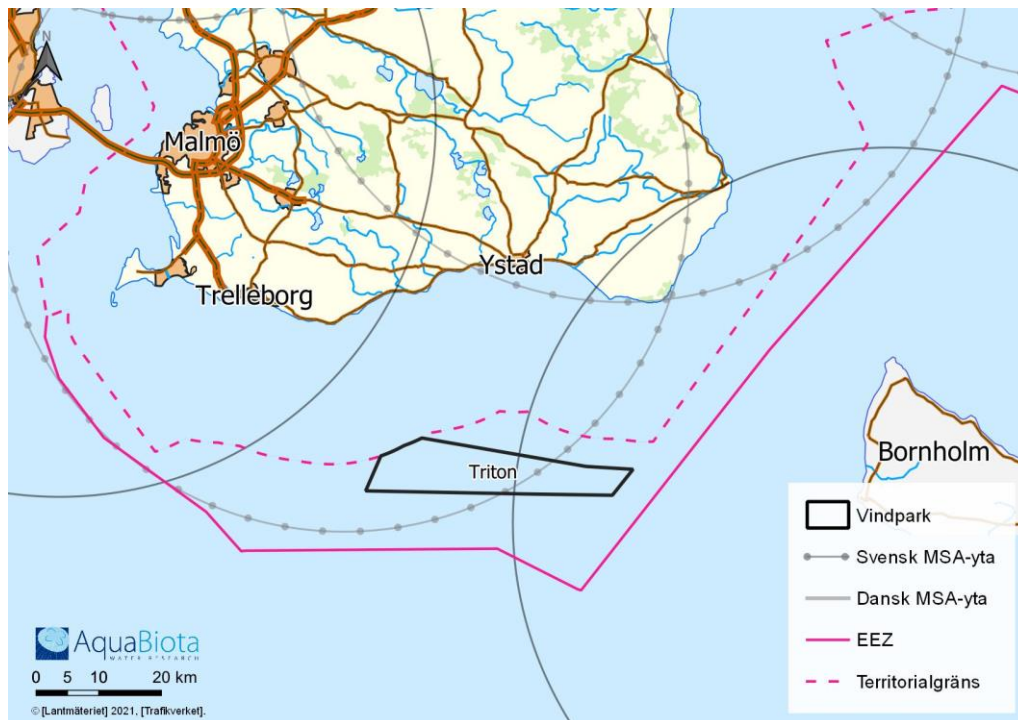 N
Malmö
Ystad
Trelleborg
Triton
Bornholm
Vindpark
Svensk MSA-yta
Dansk MSA-yta
EEZ
Territorialgräns
AquaBiota
WATER RESEARCH
0 5 10 20 km
© [Lantmäteriet] 2021, [Trafikverket].